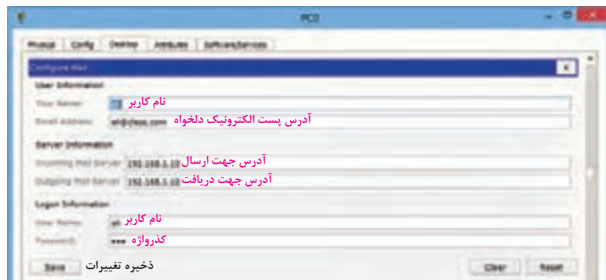 PC0
Physical Config Desktop Attributes Software/Services
Configure Mail
User Information
Your Name: نام کاربر
Email Address ali@class.com آدرس پست الکترونیک دلخواه
Server Information
Incoming Mail Server 192.168.1.10 آدرس جهت ارسال
Outgoing Mail Server 192.168.1.10 آدرس جهت دریافت
Logon Information
User Name: ali نام کاربر
Password: ●●● کذرواژه
Save ذخیره تغییرات Clear Reset